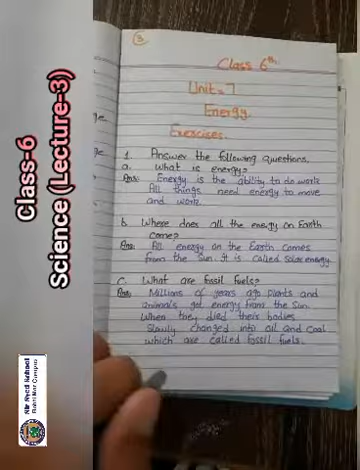 Class-6
Science (Lecture-3)
3
Class 6th
Unit=7
Energy
Exercises.
1. Answer the following questions.
a. What is energy?
Ans: Energy is the ability to do work
All things need energy to move
and work.
b. Where does all the energy on Earth
come?
Ans: All energy on the Earth comes
from the Sun. It is called Solar energy.
c. What are fossil fuels?
Ans: Millions of years ago plants and
animals get energy from the Sun.
When they died their bodies
Slowly changed into oil and coal
which are called fossil fuels.